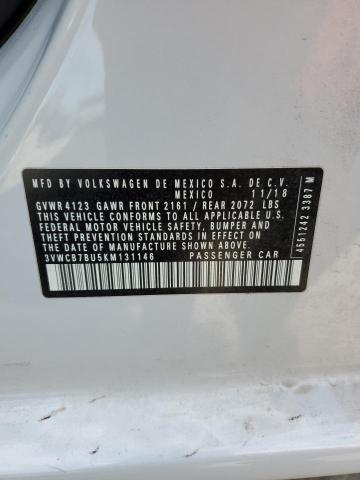 MFD BY VOLKSWAGEN DE MEXICO S.A. DE C.V.
MEXICO 11/18
GVWR 4123 GAWR FRONT 2161 / REAR 2072 LBS
THIS VEHICLE CONFORMS TO ALL APPLICABLE U.S.
FEDERAL MOTOR VEHICLE SAFETY, BUMPER AND
THEFT PREVENTION STANDARDS IN EFFECT ON THE
DATE OF MANUFACTURE SHOWN ABOVE.
3VWCB7BU5KM131146 PASSENGER CAR
4551242 3387 M